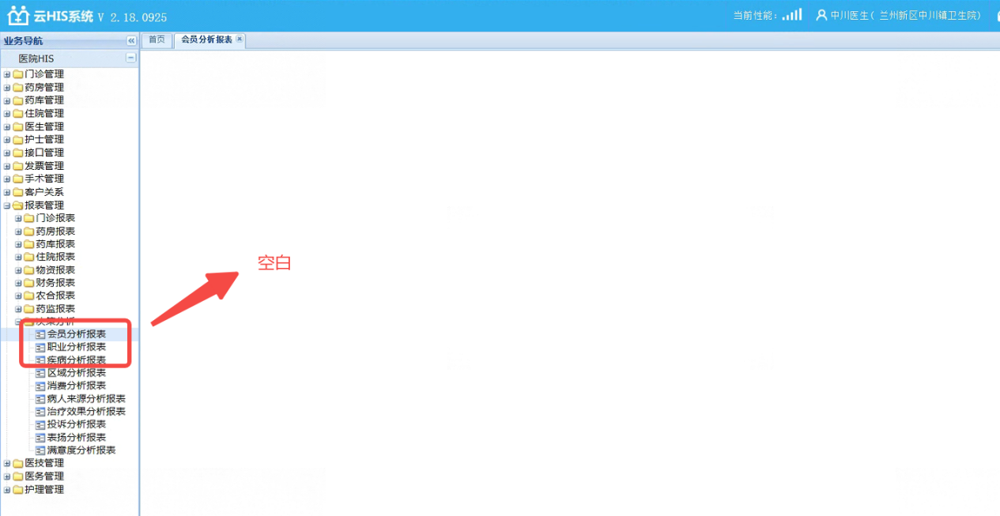 云HIS系统 V 2.18.0925
当前性能: 中川医生( 兰州新区中川镇卫生院)
业务导航
首页
会员分析报表
医院HIS
门诊管理
药房管理
药库管理
住院管理
医生管理
护士管理
接口管理
发票管理
手术管理
客户关系
报表管理
门诊报表
药房报表
药库报表
住院报表
物资报表
财务报表
农合报表
药监报表
决策分析
会员分析报表
职业分析报表
疾病分析报表
区域分析报表
消费分析报表
病人来源分析报表
治疗效果分析报表
投诉分析报表
表扬分析报表
满意度分析报表
医技管理
医务管理
护理管理
空白